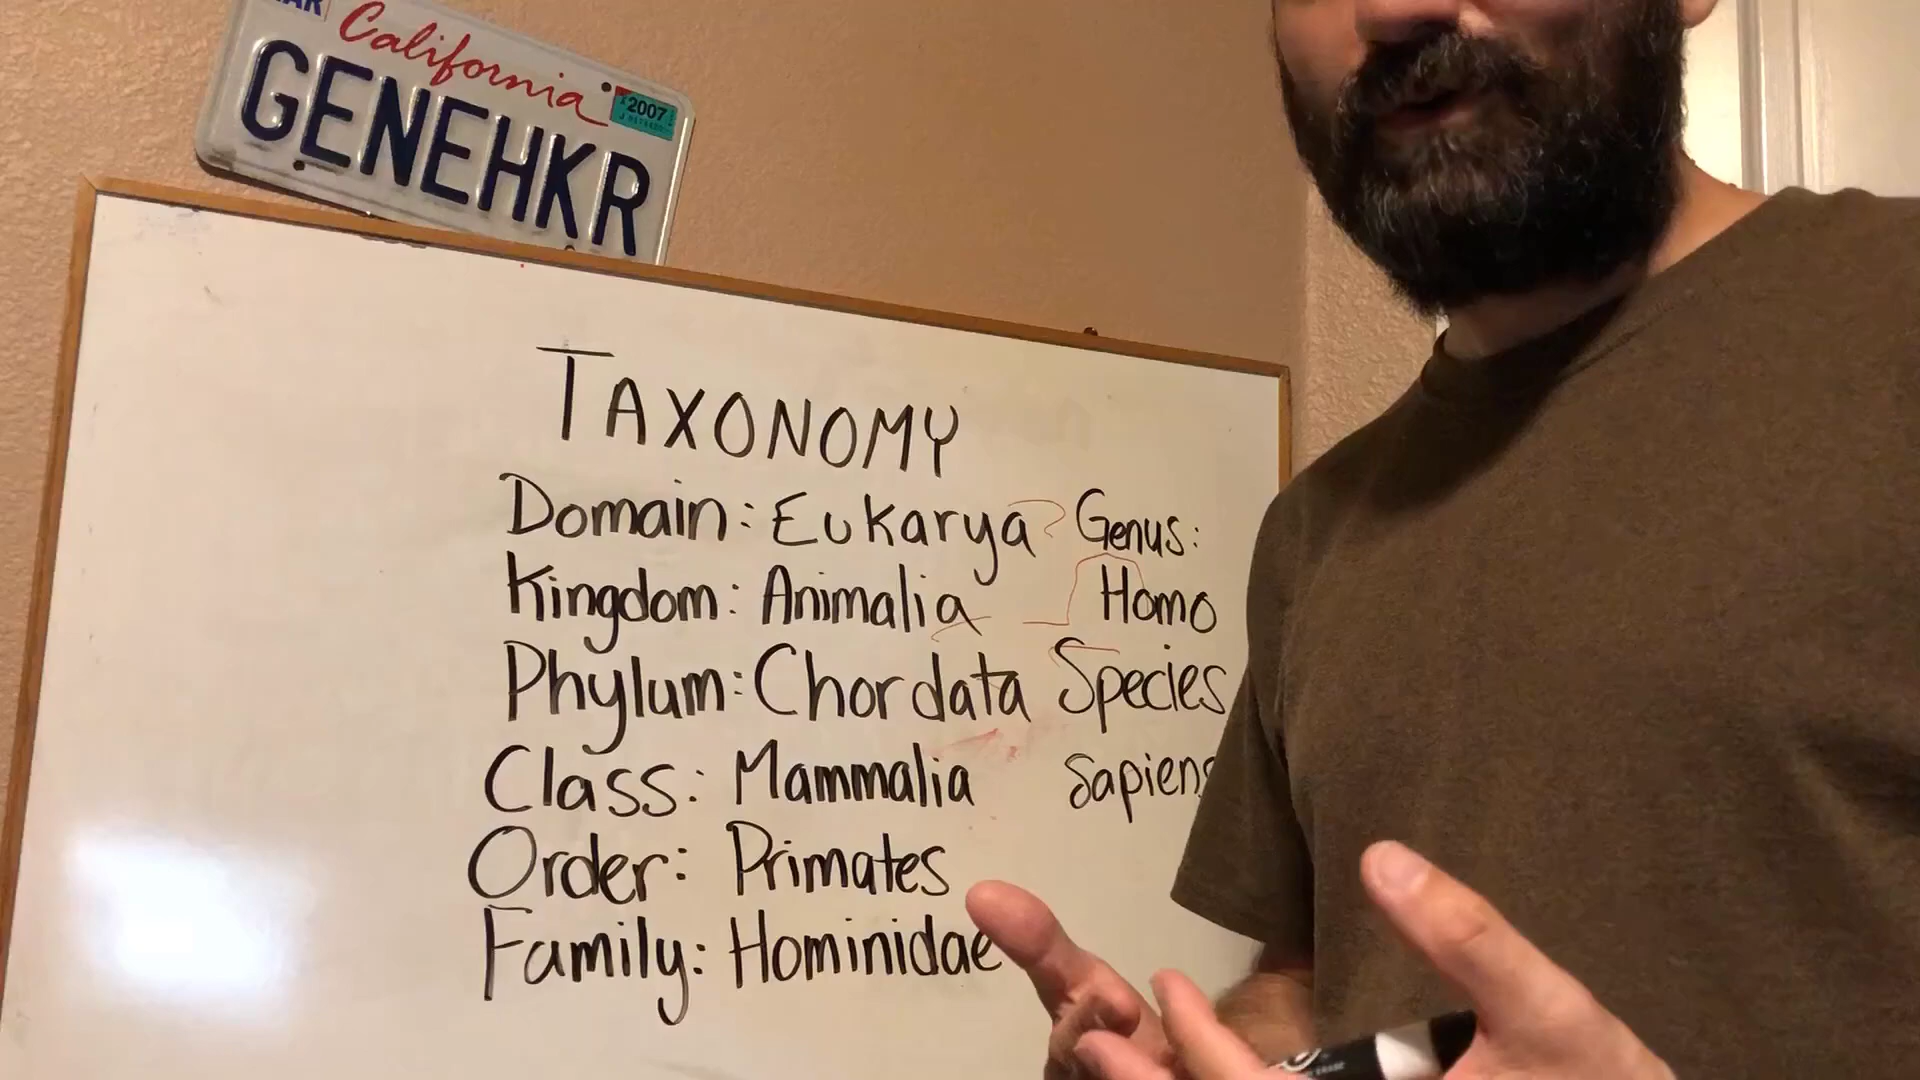 California
2007
GENEHKR
TAXONOMY
Domain: Eukarya
Kingdom: Animalia
Phylum: Chordata
Class: Mammalia
Order: Primates
Family: Hominidae
Genus:
Homo
Species
Sapiens